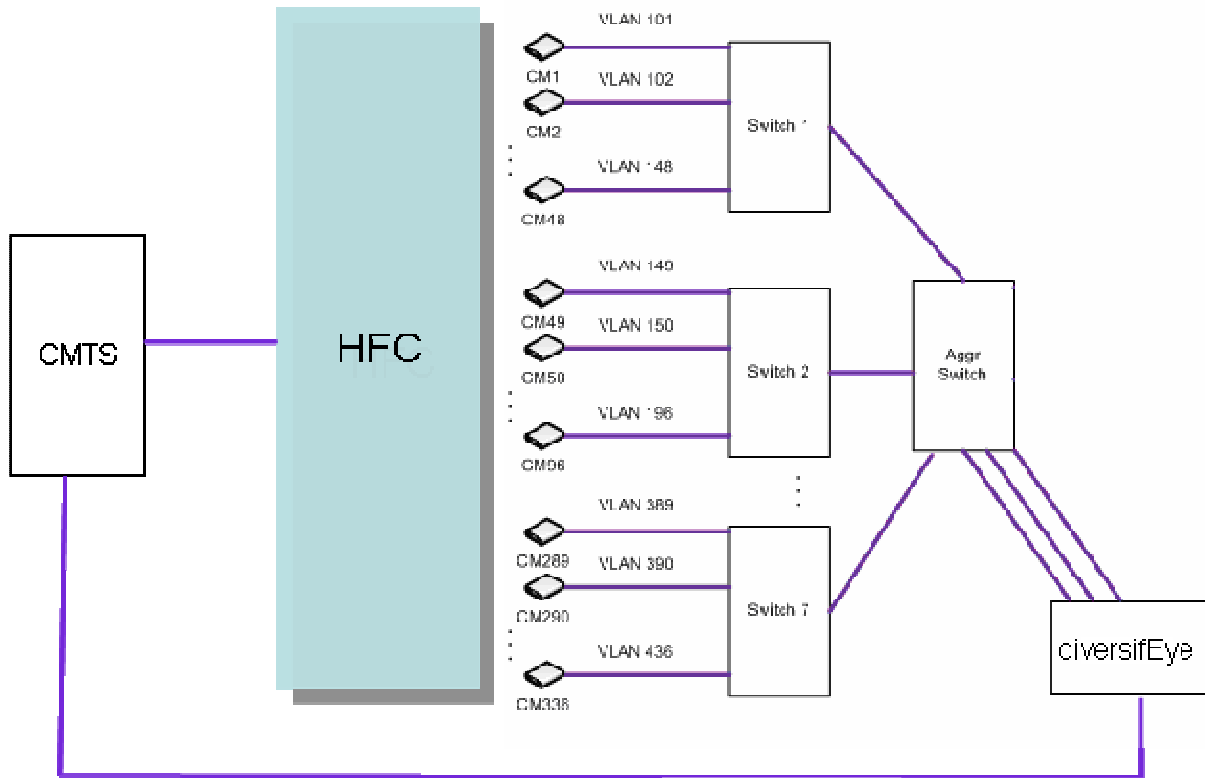 CMTS
HFC
VLAN 101
CM1
VLAN 102
CM2
VLAN 148
CM48
Switch 1
VLAN 149
CM49
VLAN 150
CM50
VLAN 196
CM96
Switch 2
VLAN 389
CM289
VLAN 390
CM290
VLAN 436
CM336
Switch 7
Aggr
Switch
civersifEye